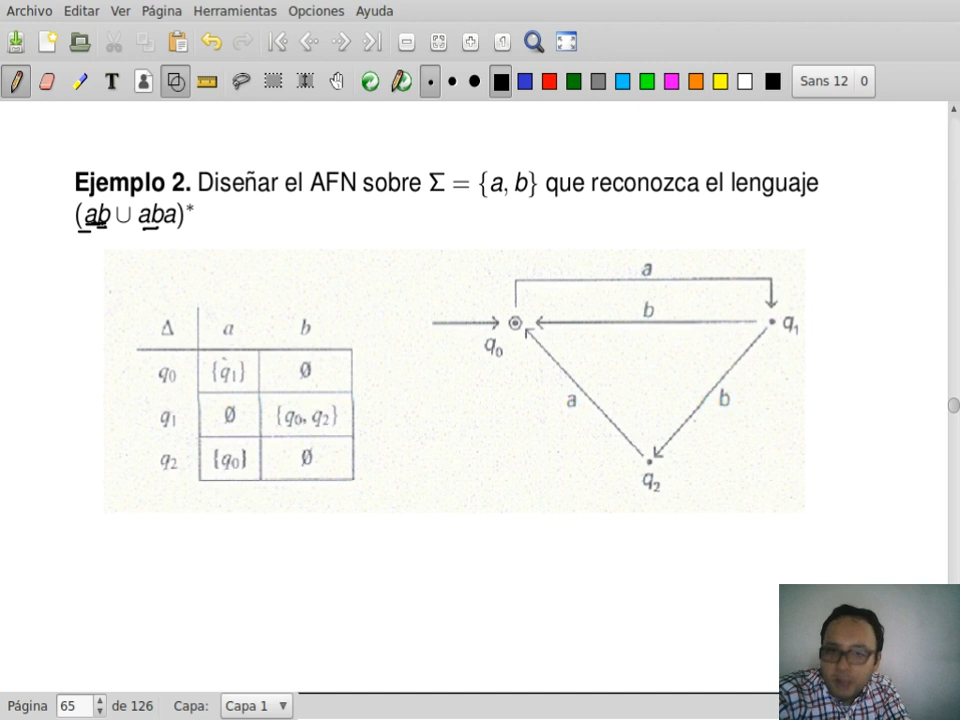 Archivo Editar Ver Página Herramientas Opciones Ayuda
T Sans 12 0
Ejemplo 2. Diseñar el AFN sobre Σ = {a, b} que reconozca el lenguaje
(ab ∪ aba)*
Δ a b
q₀ {q₁} ∅
q₁ ∅ {q₀, q₂}
q₂ {q₀} ∅
a
b
q₀
q₁
a
b
q₂
Página 65 de 126 Capa: Capa 1